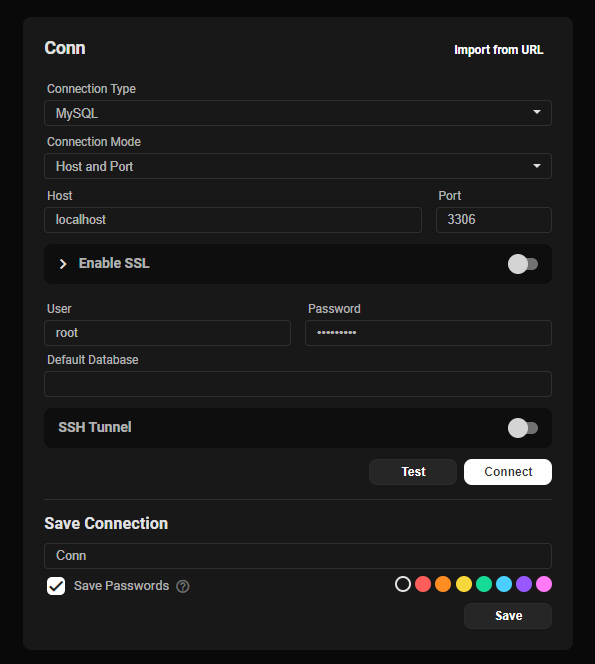 Conn
Import from URL
Connection Type
MySQL
Connection Mode
Host and Port
Host
Port
localhost
3306
Enable SSL
User
Password
root
•••••••••
Default Database
SSH Tunnel
Test
Connect
Save Connection
Conn
Save Passwords ?
Save